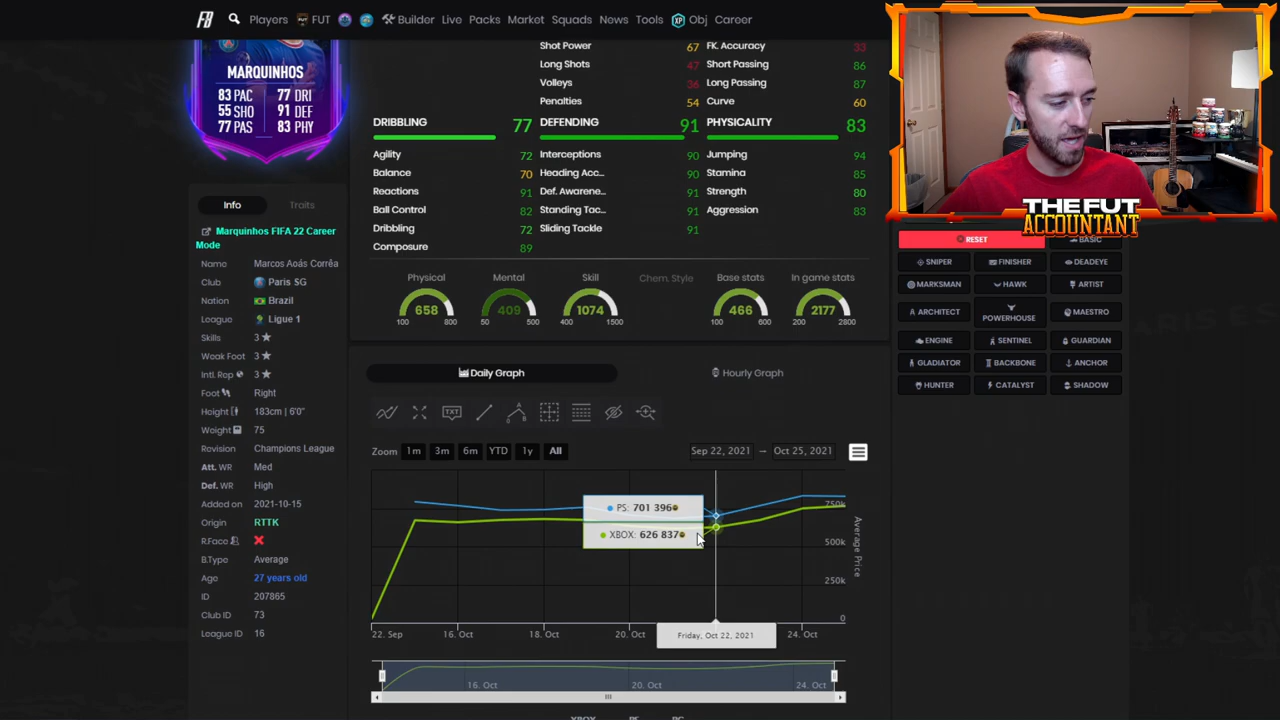 FB Players FUT Builder Live Packs Market Squads News Tools XP Obj Career
MARQUINHOS
83 PAC 77 DRI
55 SHO 91 DEF
77 PAS 83 PHY
Shot Power 67 FK. Accuracy 33
Long Shots 47 Short Passing 86
Volleys 36 Long Passing 87
Penalties 54 Curve 60
DRIBBLING 77 DEFENDING 91 PHYSICALITY 83
Agility 72 Interceptions 90 Jumping 94
Balance 70 Heading Acc... 90 Stamina 85
Reactions 91 Def. Awarene... 91 Strength 80
Ball Control 82 Standing Tac... 91 Aggression 83
Dribbling 72 Sliding Tackle 91
Composure 89
Physical Mental Skill Chem. Style Base stats In game stats
658 409 1074 466 2177
100 800 50 500 400 1500 100 600 200 2800
Info Traits
Marquinhos FIFA 22 Career
Mode
Name Marcos Aoás Corrêa
Club Paris SG
Nation Brazil
League Ligue 1
Skills 3
Weak Foot 3
Intl. Rep 3
Foot Right
Height 183cm | 6'0"
Weight 75
Revision Champions League
Att. WR Med
Def. WR High
Added on 2021-10-15
Origin RTTK
R.Face
B.Type Average
Age 27 years old
ID 207865
Club ID 73
League ID 16
Daily Graph Hourly Graph
TXT
Zoom 1m 3m 6m YTD 1y All Sep 22, 2021 → Oct 25, 2021
PS: 701 396
XBOX: 626 837
750k
500k
250k
0
Average Price
22. Sep 16. Oct 18. Oct 20. Oct Friday, Oct 22, 2021 24. Oct
16. Oct 20. Oct 24. Oct
XBOX PS PC
THE FUT
ACCOUNTANT
RESET BASIC
SNIPER FINISHER DEADEYE
MARKSMAN HAWK ARTIST
ARCHITECT POWERHOUSE MAESTRO
ENGINE SENTINEL GUARDIAN
GLADIATOR BACKBONE ANCHOR
HUNTER CATALYST SHADOW